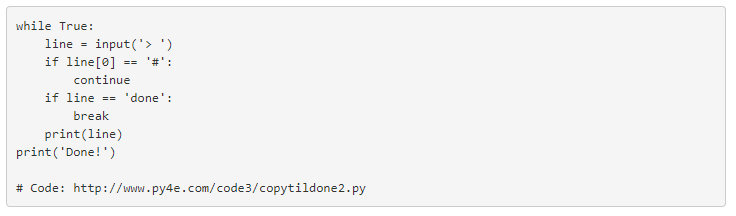 while True:
    line = input('> ')
    if line[0] == '#':
        continue
    if line == 'done':
        break
    print(line)
print('Done!')

# Code: http://www.py4e.com/code3/copytildone2.py